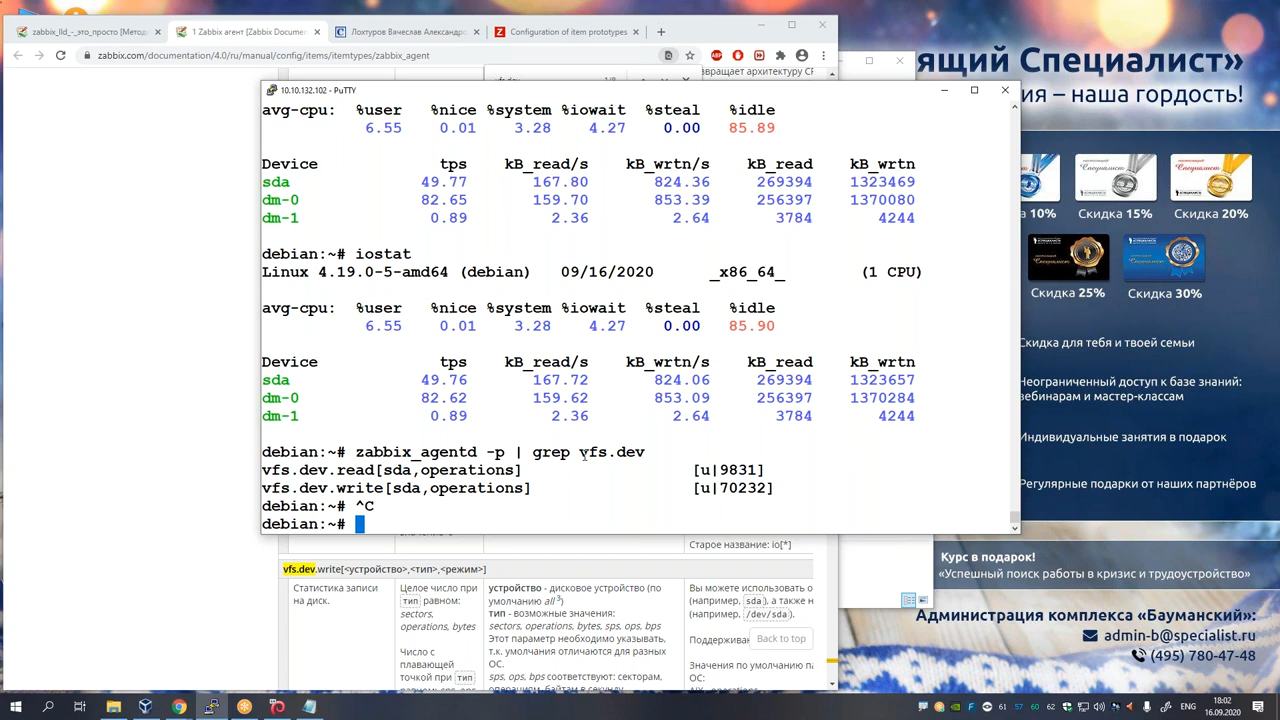 zabbix_lld_-_это_просто [Метод
1 Zabbix агент [Zabbix Documen
Лохтуров Вячеслав Александро
Configuration of item prototypes
zabbix.com/documentation/4.0/ru/manual/config/items/itemtypes/zabbix_agent
ящий Специалист»
ия – наша гордость!
10.10.132.102 - PuTTY
avg-cpu: %user %nice %system %iowait %steal %idle
6.55 0.01 3.28 4.27 0.00 85.89
Device tps kB_read/s kB_wrtn/s kB_read kB_wrtn
sda 49.77 167.80 824.36 269394 1323469
dm-0 82.65 159.70 853.39 256397 1370080
dm-1 0.89 2.36 2.64 3784 4244
debian:~# iostat
Linux 4.19.0-5-amd64 (debian) 09/16/2020 _x86_64_ (1 CPU)
avg-cpu: %user %nice %system %iowait %steal %idle
6.55 0.01 3.28 4.27 0.00 85.90
Device tps kB_read/s kB_wrtn/s kB_read kB_wrtn
sda 49.76 167.72 824.06 269394 1323657
dm-0 82.62 159.62 853.09 256397 1370284
dm-1 0.89 2.36 2.64 3784 4244
debian:~# zabbix_agentd -p | grep vfs.dev
vfs.dev.read[sda,operations] [u|9831]
vfs.dev.write[sda,operations] [u|70232]
debian:~# ^C
debian:~#
а 10%
Скидка 15%
Скидка 20%
Скидка 25%
Скидка 30%
Скидка для тебя и твоей семьи
Неограниченный доступ к базе знаний:
вебинарам и мастер-классам
Индивидуальные занятия в подарок
Регулярные подарки от наших партнёров
Старое название: io[*]
vfs.dev.write[<устройство>,<тип>,<режим>]
Статистика записи
на диск.
Целое число при
тип равном:
sectors,
operations, bytes
Число с
плавающей
точкой при тип
устройство - дисковое устройство (по
умолчанию all 3)
тип - возможные значения:
sectors, operations, bytes, sps, ops, bps
Этот параметр необходимо указывать,
т.к. умолчания отличаются для разных
ОС.
sps, ops, bps означают: секторам,
операциям, байтам в секунду
Вы можете использовать о
(например, sda), а также н
(например, /dev/sda).
Поддержива
Back to top
Значения по умолчанию па
ОС:
Курс в подарок!
«Успешный поиск работы в кризис и трудоустройство»
Администрация комплекса «Бауманский»:
admin-b@specialist.ru
(495) 780-47-48
61 57 60 61 51 60
18:02
16.09.2020